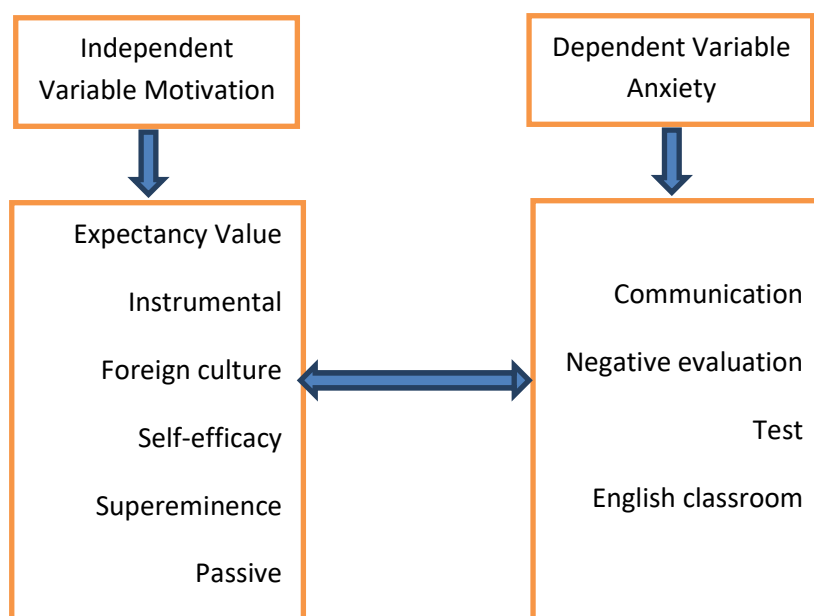 Independent
Variable Motivation
Dependent Variable
Anxiety
Expectancy Value
Instrumental
Foreign culture
Self-efficacy
Supereminence
Passive
Communication
Negative evaluation
Test
English classroom